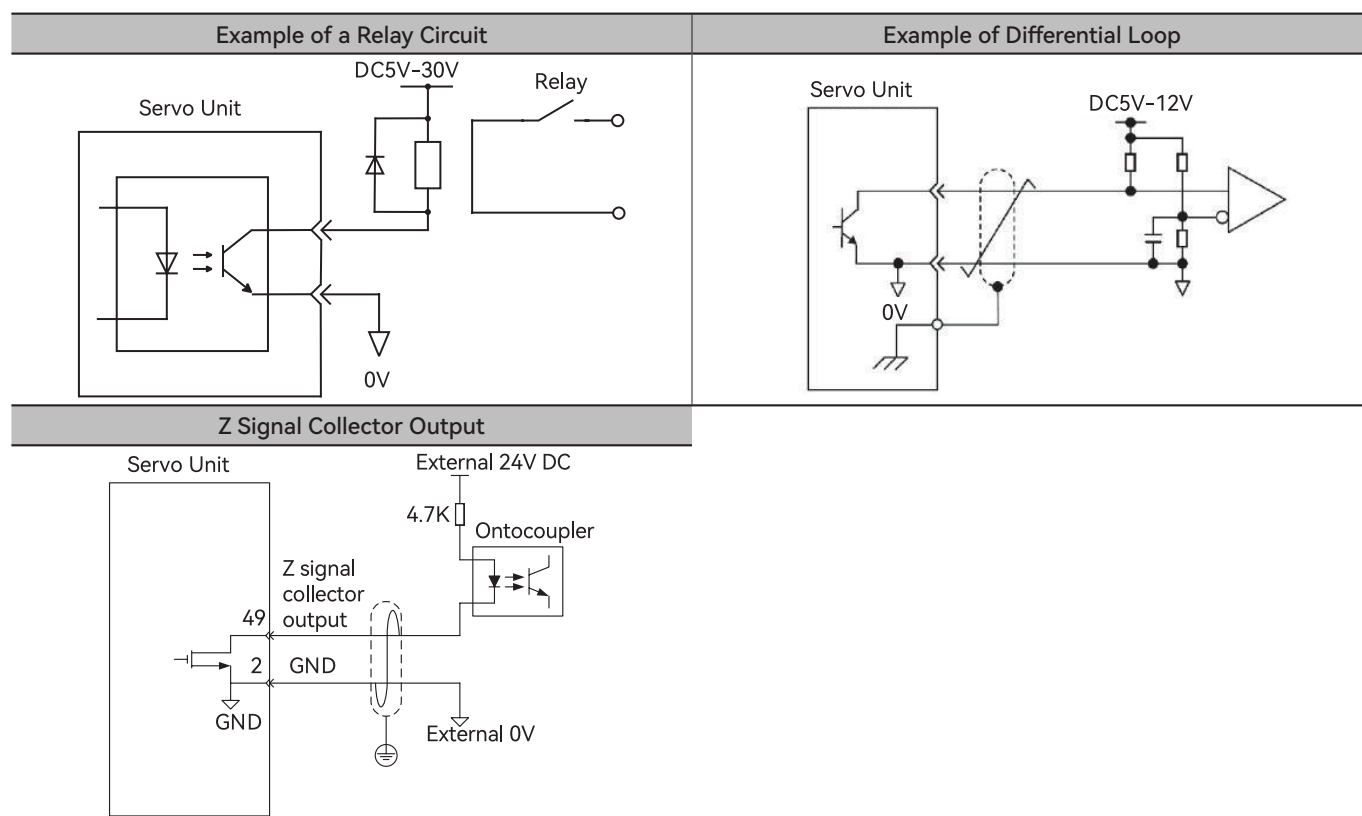 Example of a Relay Circuit
Example of Differential Loop
DC5V-30V
Relay
Servo Unit
0V
Servo Unit
DC5V-12V
0V
Z Signal Collector Output
Servo Unit
External 24V DC
4.7K
Ontocoupler
Z signal
collector
49 output
2 GND
GND
External 0V